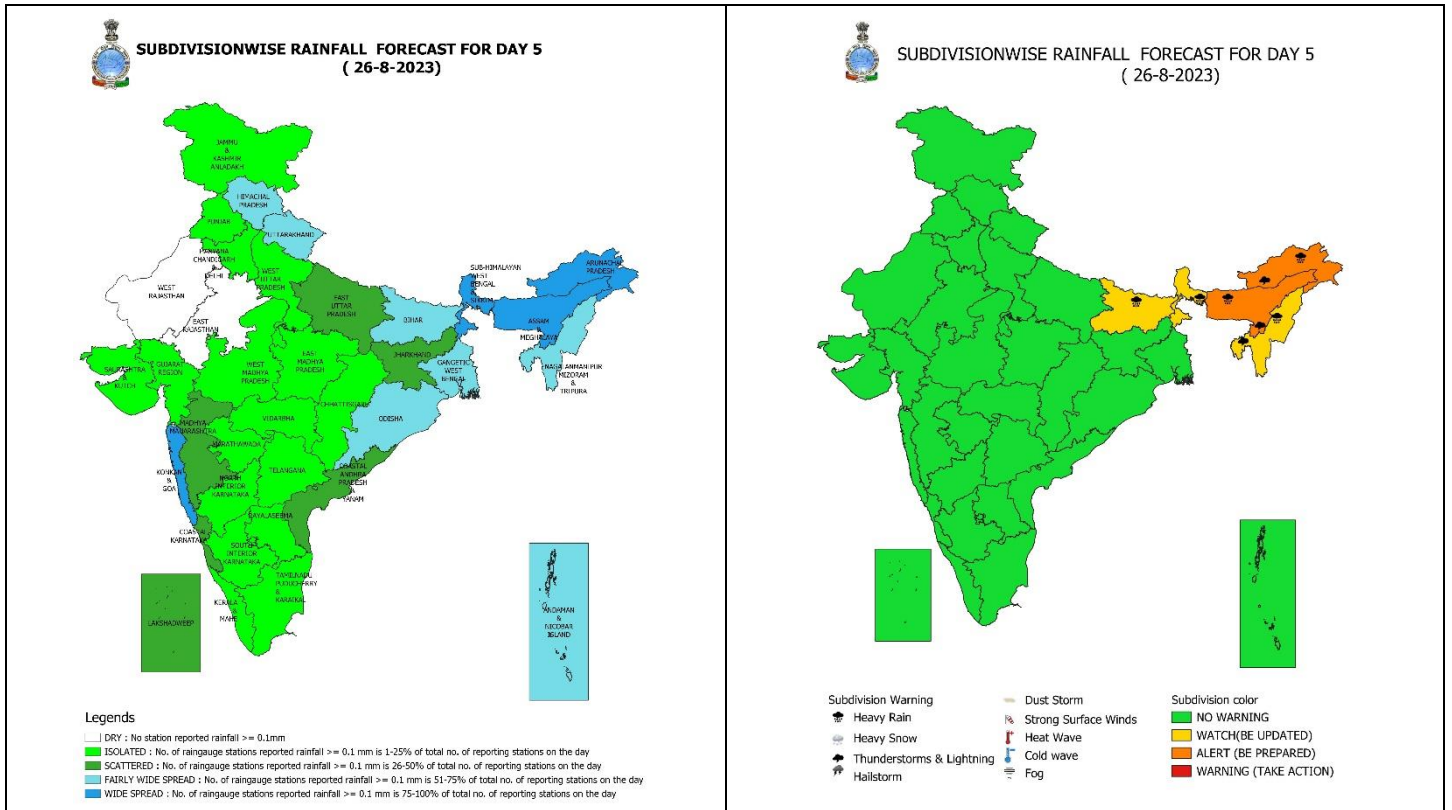 SUBDIVISIONWISE RAINFALL FORECAST FOR DAY 5
( 26-8-2023)
JAMMU
&
KASHMIR
ANLADAKH
HIMACHAL
PRADESH
PUNJAB
UTTARAKHAND
CHANDIGARH
&
DELHI
WEST
RAJASTHAN
WEST
UTTAR
PRADESH
EAST
RAJASTHAN
EAST
UTTAR
PRADESH
BIHAR
SUB-HIMALAYAN
WEST
BENGAL
&
ARUNACHAL
PRADESH
ASSAM
&
MEGHALAYA
JHARKHAND
GANGETIC
WEST
BENGAL
NAGA ANMANIPUR
MIZORAM
&
TRIPURA
SAURASHTRA
&
KUTCH
GUJARAT
REGION
WEST
MADHYA
PRADESH
EAST
MADHYA
PRADESH
CHHATTISGARH
ODISHA
VIDARBHA
MADHYA
MAHARASHTRA
MARATHAWADA
TELANGANA
KONKAN
&
GOA
INTERIOR
KARNATAKA
COASTAL
ANDHRA
PRADESH
&
YANAM
RAYALASEEMA
COASTAL
KARNATAKA
SOUTH
INTERIOR
KARNATAKA
TAMILNADU
PUDUCHERRY
&
KARAIKAL
KERALA
&
MAHE
LAKSHADWEEP
ANDAMAN
&
NICOBAR
ISLAND
Legends
DRY : No station reported rainfall >= 0.1mm
ISOLATED : No. of raingauge stations reported rainfall >= 0.1 mm is 1-25% of total no. of reporting stations on the day
SCATTERED : No. of raingauge stations reported rainfall >= 0.1 mm is 26-50% of total no. of reporting stations on the day
FAIRLY WIDE SPREAD : No. of raingauge stations reported rainfall >= 0.1 mm is 51-75% of total no. of reporting stations on the day
WIDE SPREAD : No. of raingauge stations reported rainfall >= 0.1 mm is 75-100% of total no. of reporting stations on the day
SUBDIVISIONWISE RAINFALL FORECAST FOR DAY 5
( 26-8-2023)
Subdivision Warning
Heavy Rain
Heavy Snow
Thunderstorms & Lightning
Hailstorm
Dust Storm
Strong Surface Winds
Heat Wave
Cold wave
Fog
Subdivision color
NO WARNING
WATCH(BE UPDATED)
ALERT (BE PREPARED)
WARNING (TAKE ACTION)